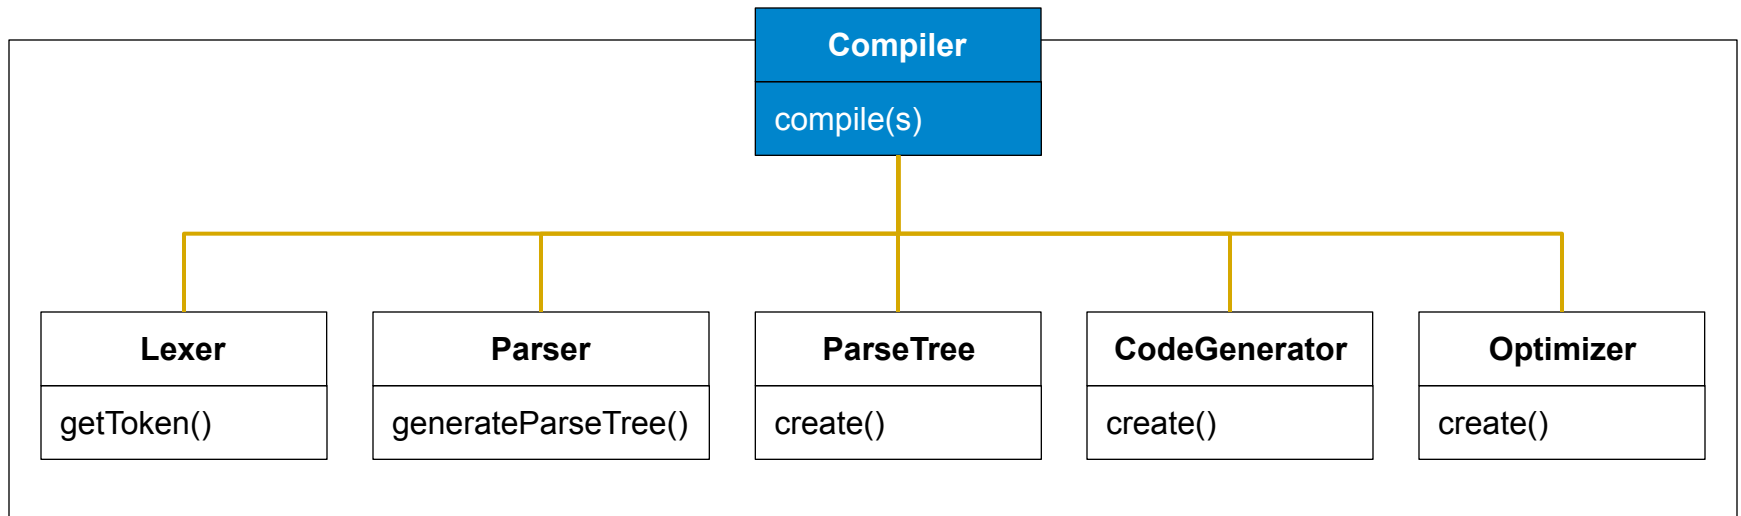 Compiler
compile(s)
Lexer
getToken()
Parser
generateParseTree()
ParseTree
create()
CodeGenerator
create()
Optimizer
create()